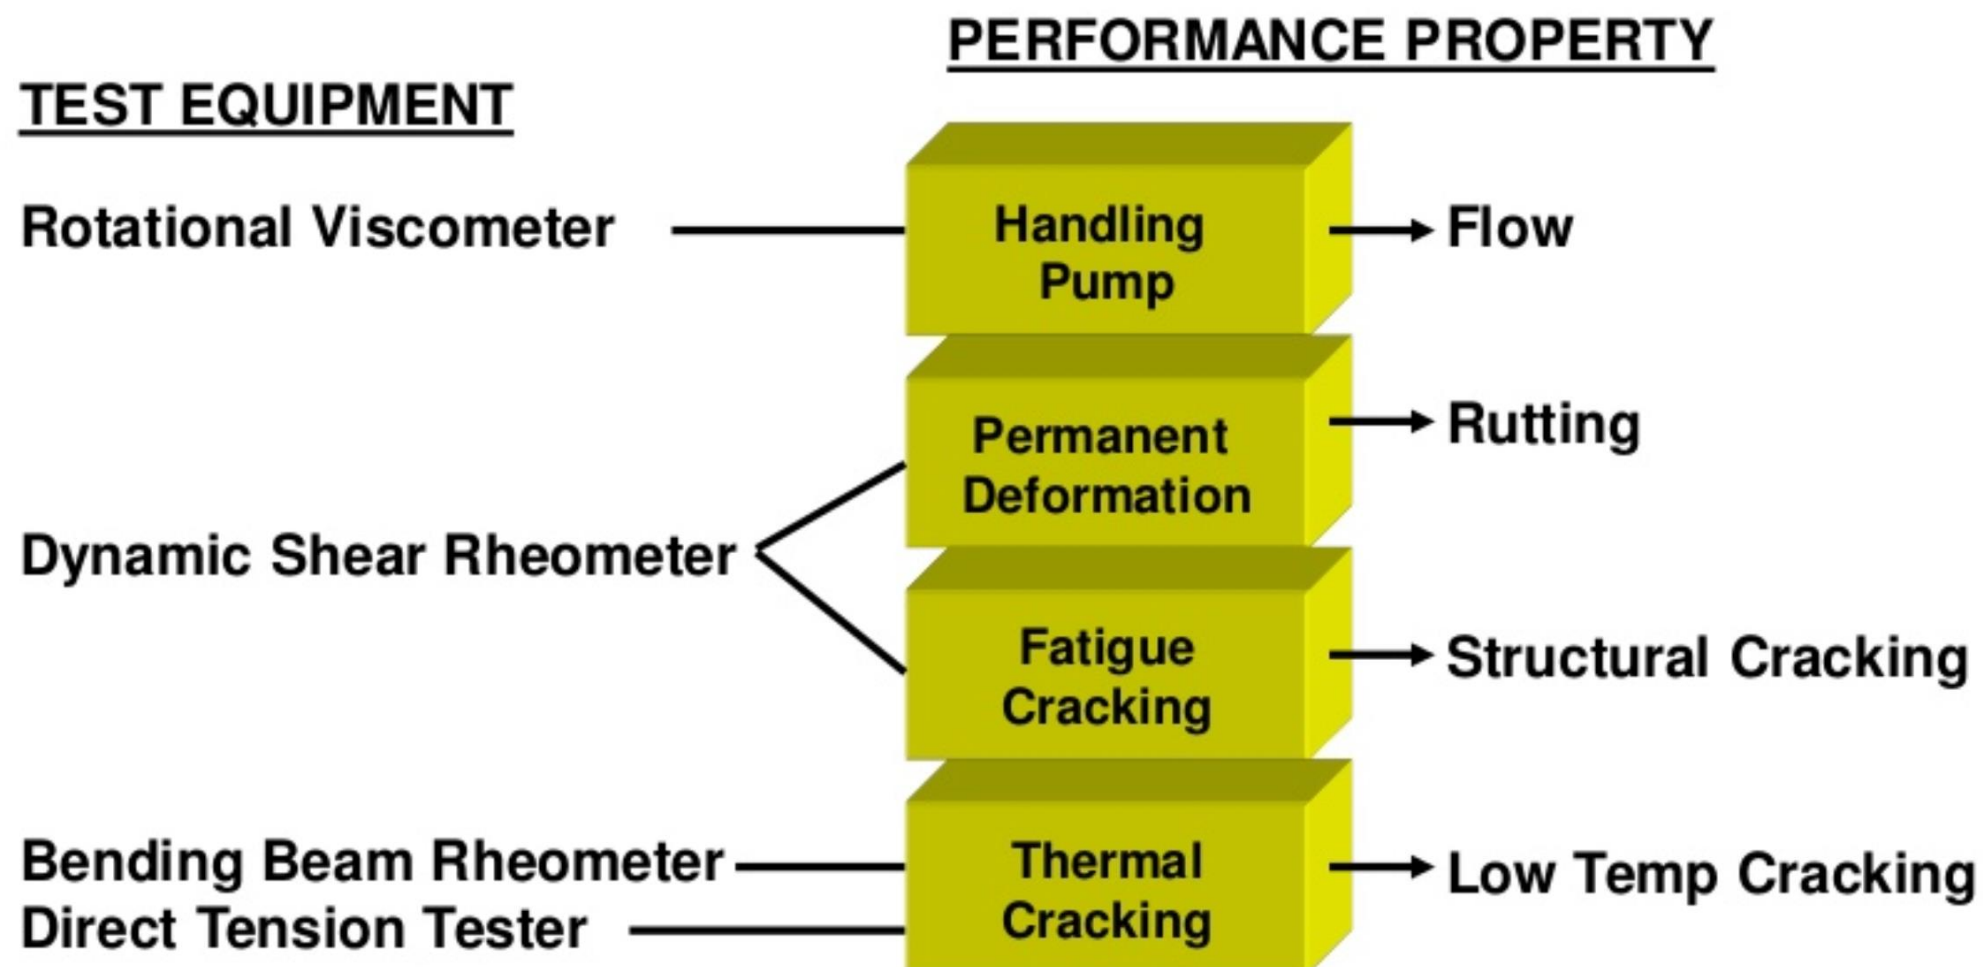 PERFORMANCE PROPERTY
TEST EQUIPMENT
Rotational Viscometer
Handling
Pump
Flow
Permanent
Deformation
Rutting
Dynamic Shear Rheometer
Fatigue
Cracking
Structural Cracking
Bending Beam Rheometer
Direct Tension Tester
Thermal
Cracking
Low Temp Cracking